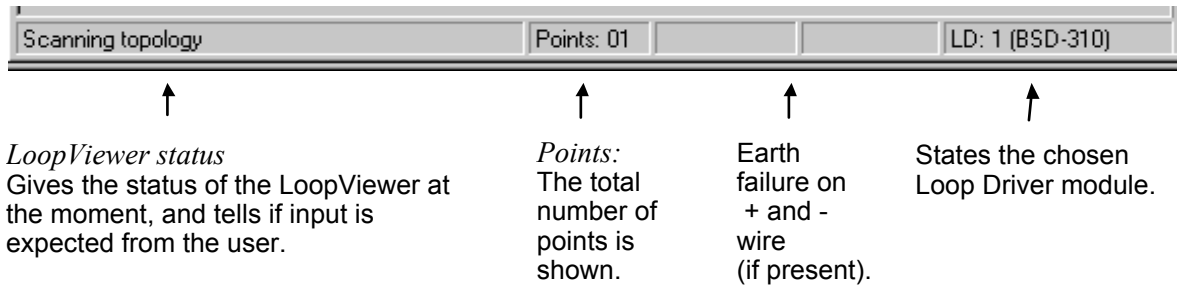 Scanning topology Points: 01 LD: 1 (BSD-310)
LoopViewer status
Gives the status of the LoopViewer at
the moment, and tells if input is
expected from the user.
Points:
The total
number of
points is
shown.
Earth
failure on
+ and -
wire
(if present).
States the chosen
Loop Driver module.